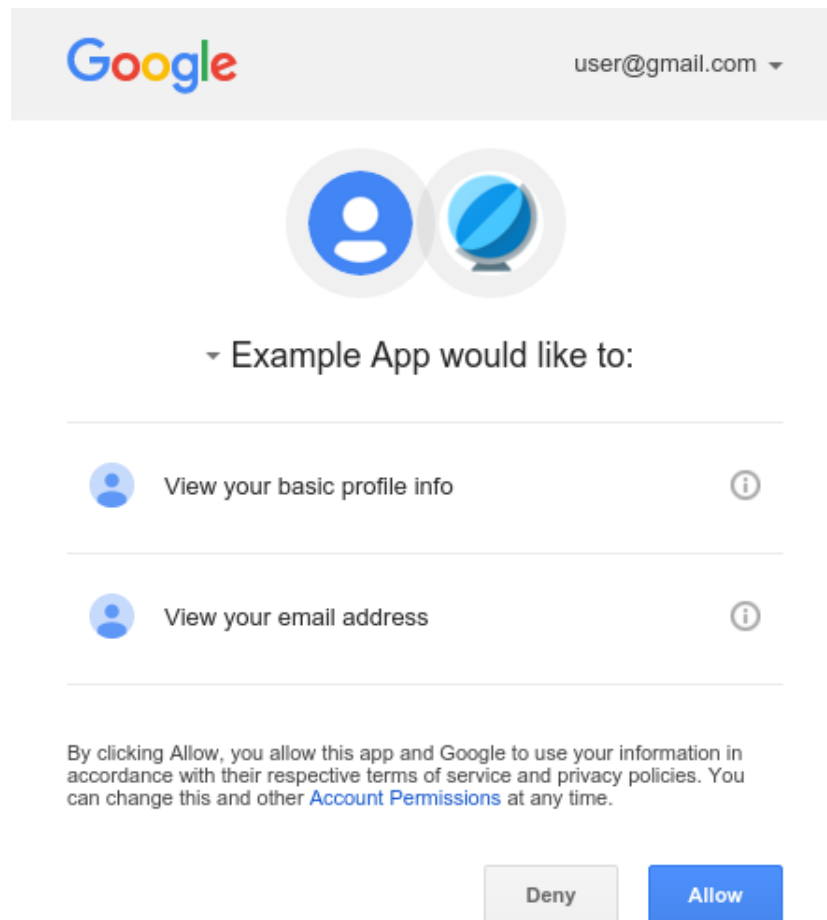 Google
user@gmail.com
Example App would like to:
View your basic profile info
View your email address
By clicking Allow, you allow this app and Google to use your information in
accordance with their respective terms of service and privacy policies. You
can change this and other Account Permissions at any time.
Deny
Allow